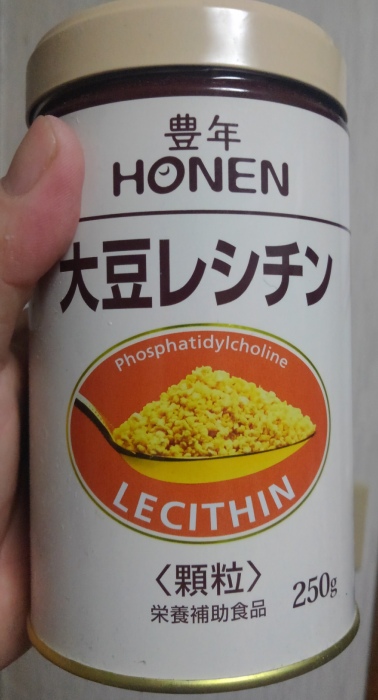 豊年
HONEN
大豆レシチン
Phosphatidylcholine
LECITHIN
〈顆粒〉
栄養補助食品
250g